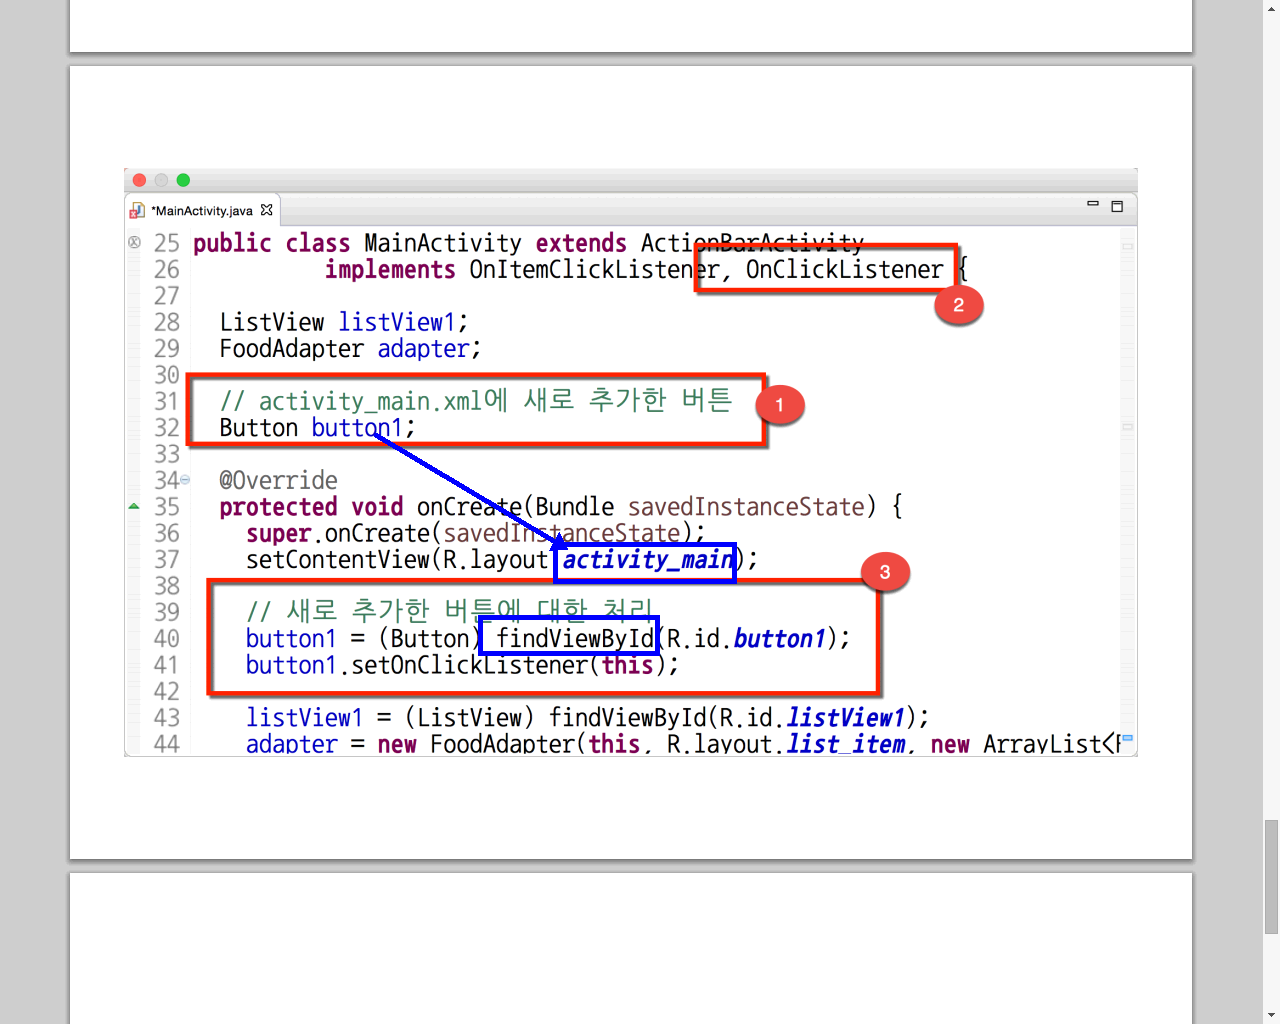 *MainActivity.java
25 public class MainActivity extends ActionBarActivity
26 implements OnItemClickListener, OnClickListener {
2
27
28 ListView listView1;
29 FoodAdapter adapter;
30
31 // activity_main.xml에 새로 추가한 버튼
1
32 Button button1;
33
34 @Override
35 protected void onCreate(Bundle savedInstanceState) {
36 super.onCreate(savedInstanceState);
37 setContentView(R.layout.activity_main);
3
38
39 // 새로 추가한 버튼에 대한 처리
40 button1 = (Button) findViewById(R.id.button1);
41 button1.setOnClickListener(this);
42
43 listView1 = (ListView) findViewById(R.id.listView1);
44 adapter = new FoodAdapter(this, R.layout.list_item, new ArrayList<F